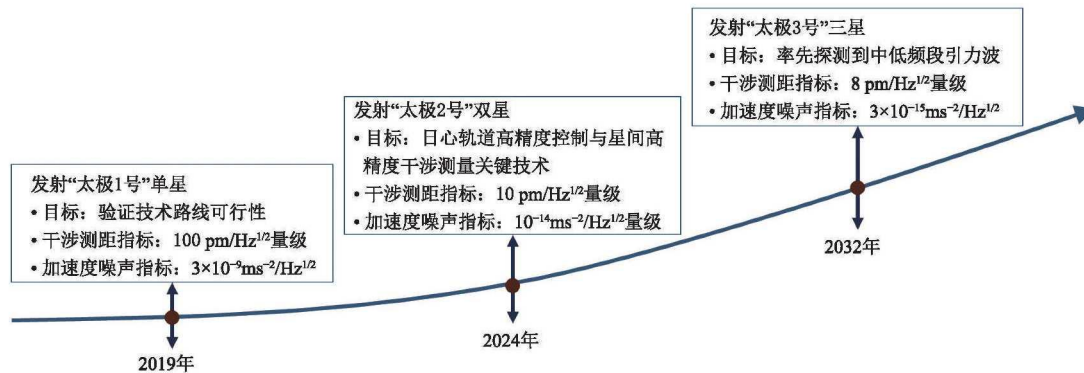 发射“太极1号”单星
• 目标：验证技术路线可行性
• 干涉测距指标：100 pm/Hz¹/²量级
• 加速度噪声指标：3×10⁻⁹ms⁻²/Hz¹/²
2019年
发射“太极2号”双星
• 目标：日心轨道高精度控制与星间高
精度干涉测量关键技术
• 干涉测距指标：10 pm/Hz¹/²量级
• 加速度噪声指标：10⁻¹⁴ms⁻²/Hz¹/²量级
2024年
发射“太极3号”三星
• 目标：率先探测到中低频段引力波
• 干涉测距指标：8 pm/Hz¹/²量级
• 加速度噪声指标：3×10⁻¹⁵ms⁻²/Hz¹/²
2032年